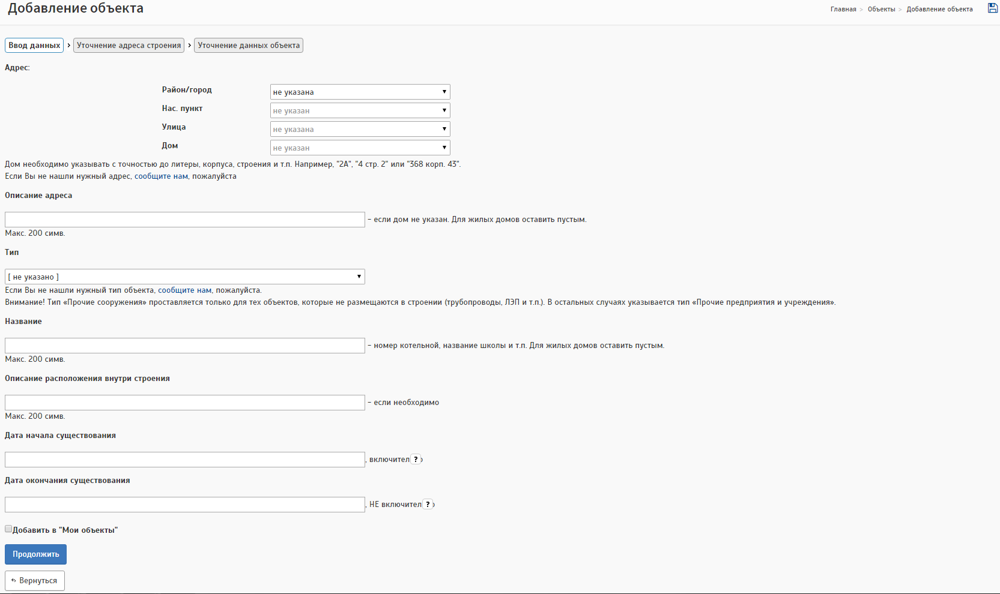 Добавление объекта
Главная > Объекты > Добавление объекта
Ввод данных › Уточнение адреса строения › Уточнение данных объекта
Адрес:
Район/город не указана
Нас. пункт не указан
Улица не указана
Дом не указан
Дом необходимо указывать с точностью до литеры, корпуса, строения и т.п. Например, "2А", "4 стр. 2" или "368 корп. 43".
Если Вы не нашли нужный адрес, сообщите нам, пожалуйста
Описание адреса
– если дом не указан. Для жилых домов оставить пустым.
Макс. 200 симв.
Тип
[ не указано ]
Если Вы не нашли нужный тип объекта, сообщите нам, пожалуйста.
Внимание! Тип «Прочие сооружения» проставляется только для тех объектов, которые не размещаются в строении (трубопроводы, ЛЭП и т.п.). В остальных случаях указывается тип «Прочие предприятия и учреждения».
Название
– номер котельной, название школы и т.п. Для жилых домов оставить пустым.
Макс. 200 симв.
Описание расположения внутри строения
– если необходимо
Макс. 200 симв.
Дата начала существования
, включител ?
Дата окончания существования
, НЕ включител ?
Добавить в "Мои объекты"
Продолжить
Вернуться